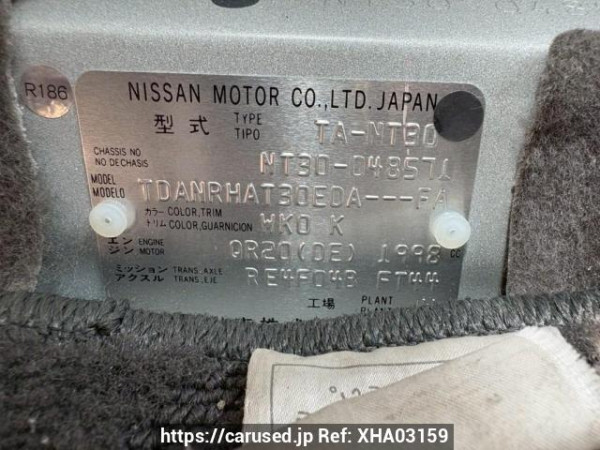 R186
NISSAN MOTOR CO.,LTD.JAPAN
型式 TYPE TIPO TA-NT30
CHASSIS NO NO.DECHASIS NT30-048571
MODEL MODELO TDANRHAT30EDA---FA
カラー COLOR,TRIM
トリム COLOR,GUARNICION WK0 K
エンジン ENGINE MOTOR QR20(DE) 1998 CC
ミッション TRANS,AXLE
アクスル TRANS,EJE RE4F04B FT44
工場 PLANT
https://carused.jp Ref: XHA03159